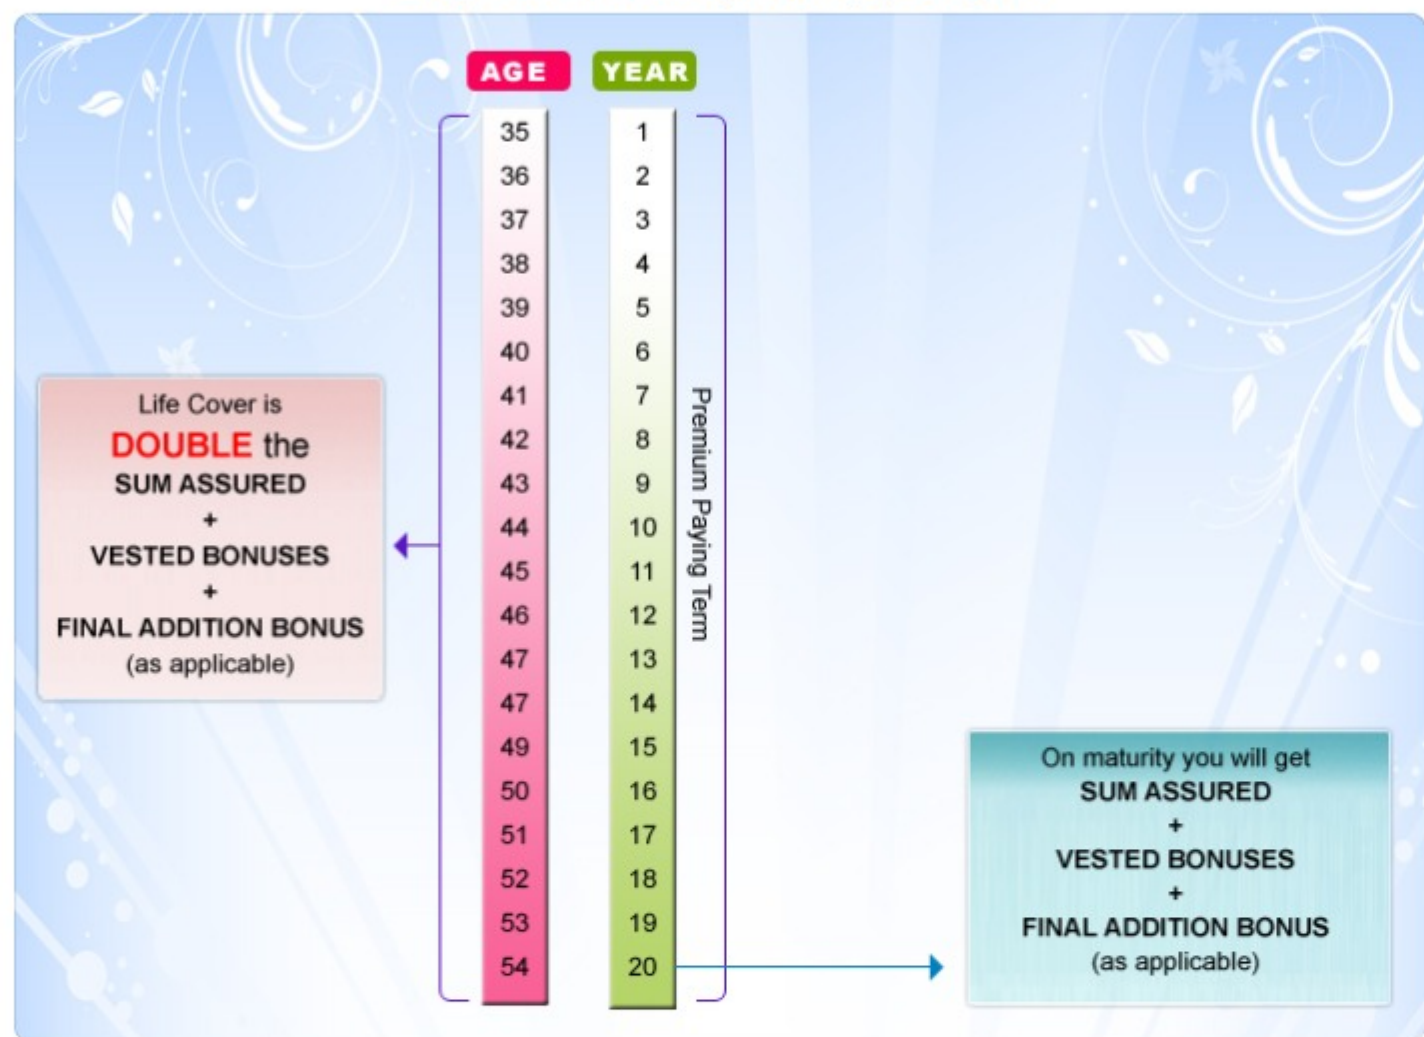 AGE YEAR
35 1
36 2
37 3
38 4
39 5
40 6
41 7
42 8
43 9
44 10
45 11
46 12
47 13
47 14
49 15
50 16
51 17
52 18
53 19
54 20
Premium Paying Term
Life Cover is
DOUBLE the
SUM ASSURED
+
VESTED BONUSES
+
FINAL ADDITION BONUS
(as applicable)
On maturity you will get
SUM ASSURED
+
VESTED BONUSES
+
FINAL ADDITION BONUS
(as applicable)